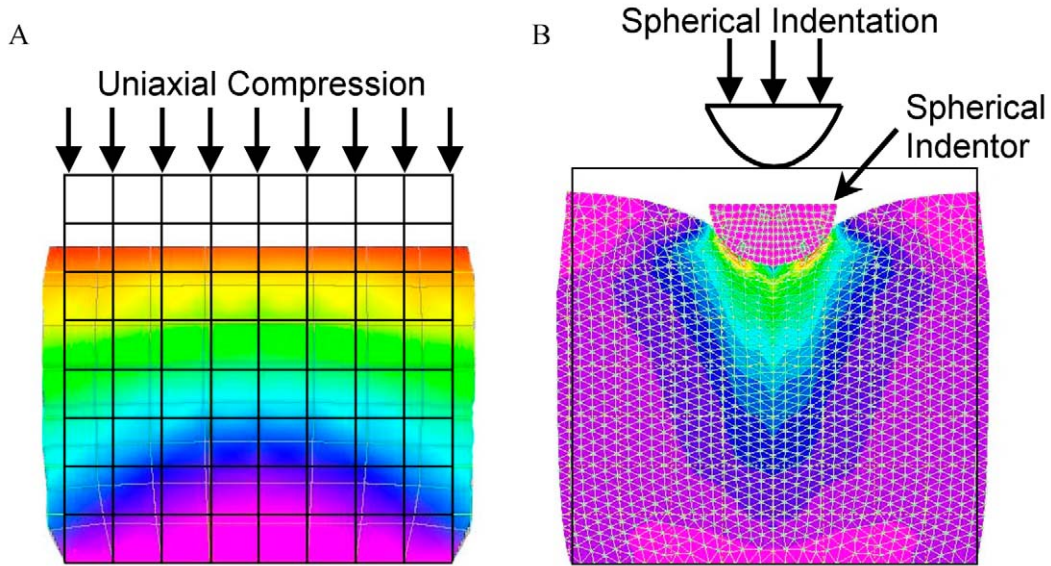 A
Uniaxial Compression
B
Spherical Indentation
Spherical
Indentor